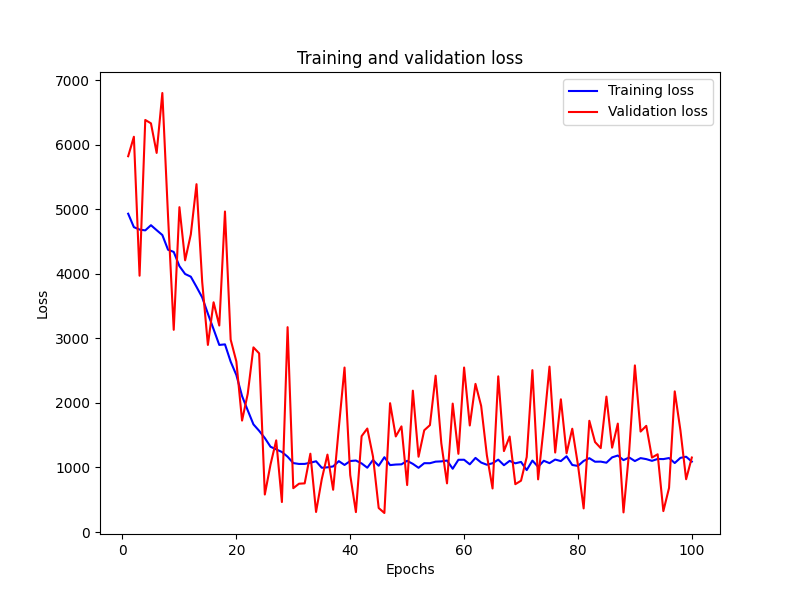 Training and validation loss
Training loss
Validation loss
7000
6000
5000
4000
3000
2000
1000
0
Loss
0 20 40 60 80 100
Epochs